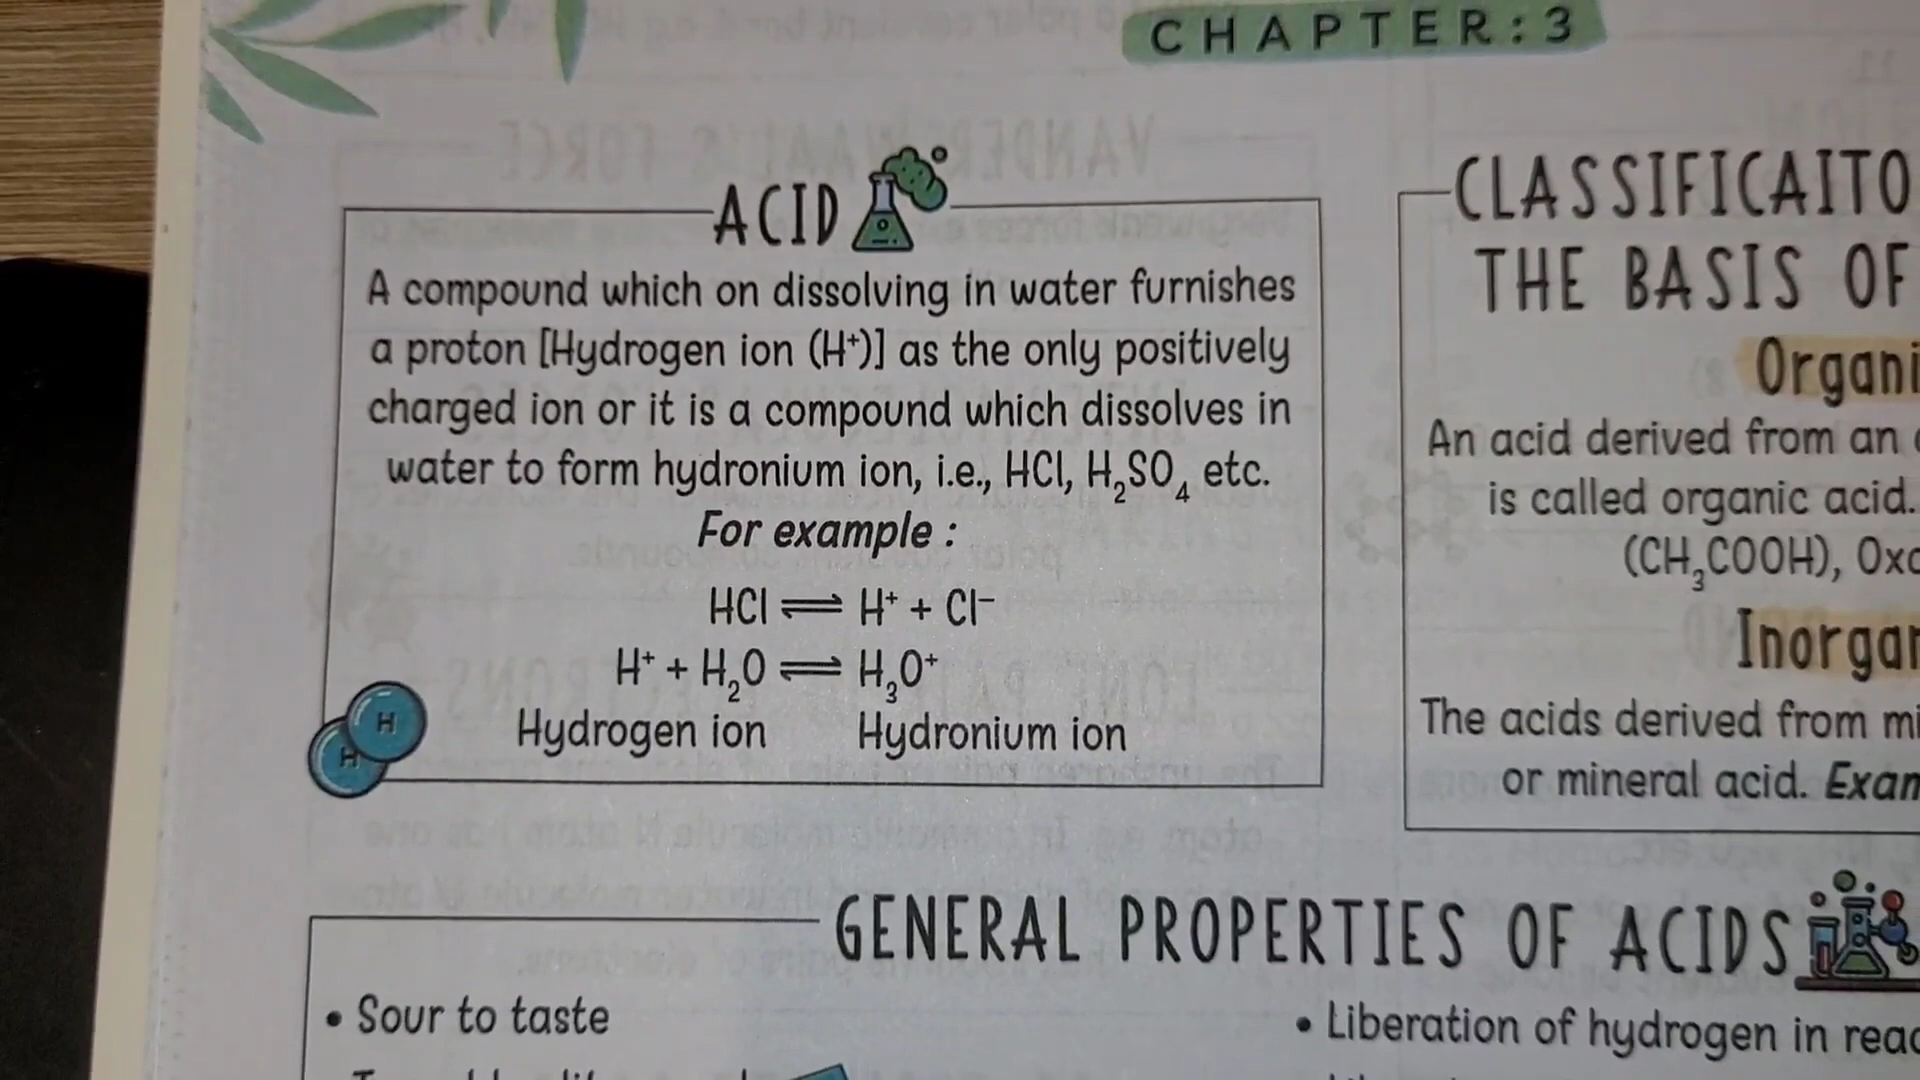 CHAPTER:3
ACID
A compound which on dissolving in water furnishes
a proton [Hydrogen ion (H⁺)] as the only positively
charged ion or it is a compound which dissolves in
water to form hydronium ion, i.e., HCl, H₂SO₄ etc.
For example :
HCl ⇌ H⁺ + Cl⁻
H⁺ + H₂O ⇌ H₃O⁺
Hydrogen ion Hydronium ion
H
H
CLASSIFICAITO
THE BASIS OF
Organi
An acid derived from an
is called organic acid.
(CH₃COOH), Oxa
Inorgan
The acids derived from mi
or mineral acid. Exam
GENERAL PROPERTIES OF ACIDS
• Sour to taste
• Liberation of hydrogen in reac